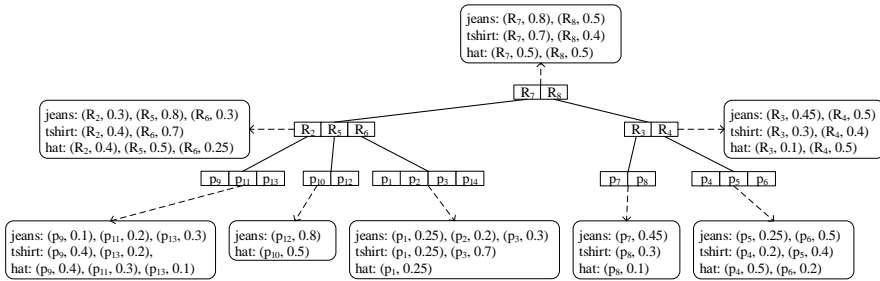 jeans: (R7, 0.8), (R8, 0.5)
tshirt: (R7, 0.7), (R8, 0.4)
hat: (R7, 0.5), (R8, 0.5)
R7 R8
jeans: (R2, 0.3), (R5, 0.8), (R6, 0.3)
tshirt: (R2, 0.4), (R6, 0.7)
hat: (R2, 0.4), (R5, 0.5), (R6, 0.25)
R2 R5 R6
R3 R4
jeans: (R3, 0.45), (R4, 0.5)
tshirt: (R3, 0.3), (R4, 0.4)
hat: (R3, 0.1), (R4, 0.5)
p9 p11 p13
p10 p12
p1 p2 p3 p14
p7 p8
p4 p5 p6
jeans: (p9, 0.1), (p11, 0.2), (p13, 0.3)
tshirt: (p9, 0.4), (p13, 0.2),
hat: (p9, 0.4), (p11, 0.3), (p13, 0.1)
jeans: (p12, 0.8)
hat: (p10, 0.5)
jeans: (p1, 0.25), (p2, 0.2), (p3, 0.3)
tshirt: (p1, 0.25), (p3, 0.7)
hat: (p1, 0.25)
jeans: (p7, 0.45)
tshirt: (p8, 0.3)
hat: (p8, 0.1)
jeans: (p5, 0.25), (p6, 0.5)
tshirt: (p4, 0.2), (p5, 0.4)
hat: (p4, 0.5), (p6, 0.2)